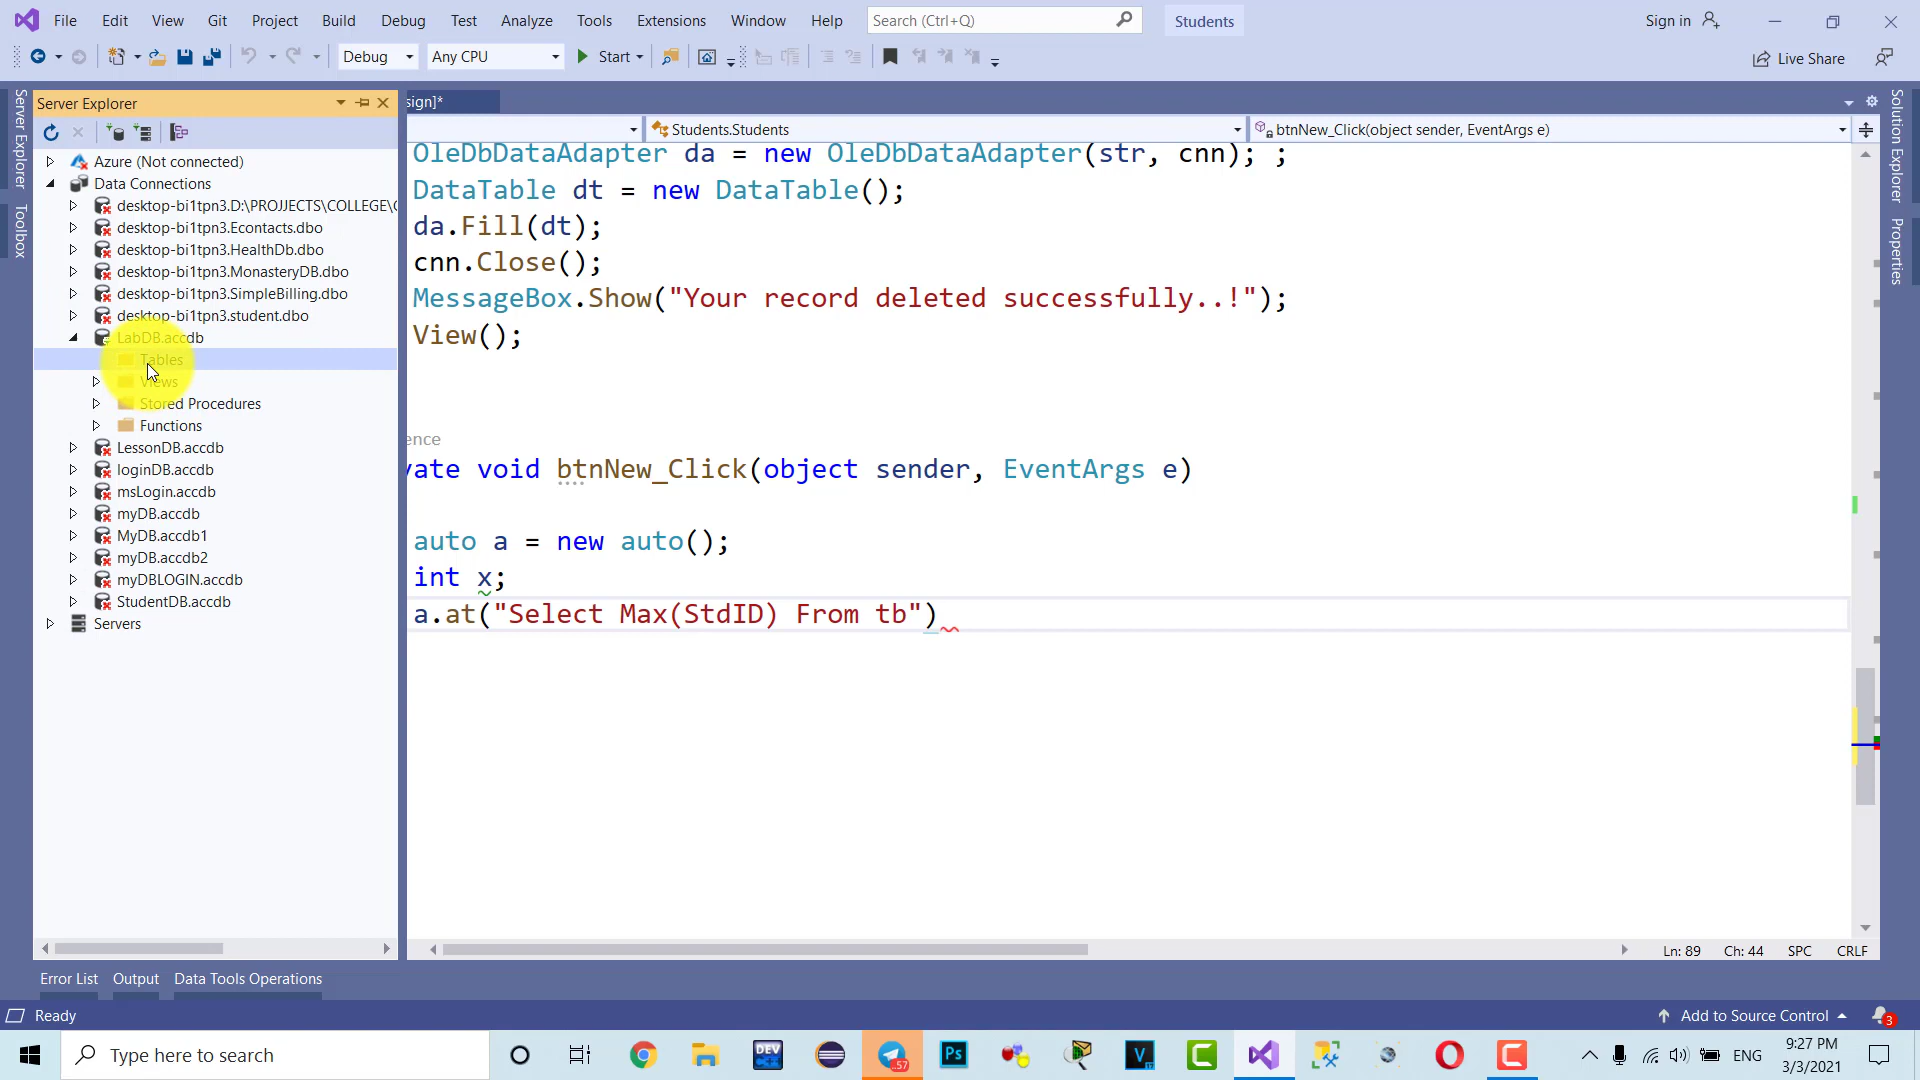 File Edit View Git Project Build Debug Test Analyze Tools Extensions Window Help Search (Ctrl+Q) Students Sign in
Debug Any CPU Start Live Share
Server Explorer
Toolbox
Server Explorer
Azure (Not connected)
Data Connections
desktop-bi1tpn3.D:\PROJECTS\COLLEGE\
desktop-bi1tpn3.Econtacts.dbo
desktop-bi1tpn3.HealthDb.dbo
desktop-bi1tpn3.MonasteryDB.dbo
desktop-bi1tpn3.SimpleBilling.dbo
desktop-bi1tpn3.student.dbo
LabDB.accdb
Tables
Views
Stored Procedures
Functions
LessonDB.accdb
loginDB.accdb
msLogin.accdb
myDB.accdb
MyDB.accdb1
myDB.accdb2
myDBLOGIN.accdb
StudentDB.accdb
Servers
sign]*
Students.Students btnNew_Click(object sender, EventArgs e)
OleDbDataAdapter da = new OleDbDataAdapter(str, cnn); ;
DataTable dt = new DataTable();
da.Fill(dt);
cnn.Close();
MessageBox.Show("Your record deleted successfully..!");
View();
ence
vate void btnNew_Click(object sender, EventArgs e)
auto a = new auto();
int x;
a.at("Select Max(StdID) From tb")
Ln: 89 Ch: 44 SPC CRLF
Solution Explorer
Properties
Error List Output Data Tools Operations
Ready Add to Source Control 3
Type here to search DEV 57 Ps V C C ENG
9:27 PM
3/3/2021